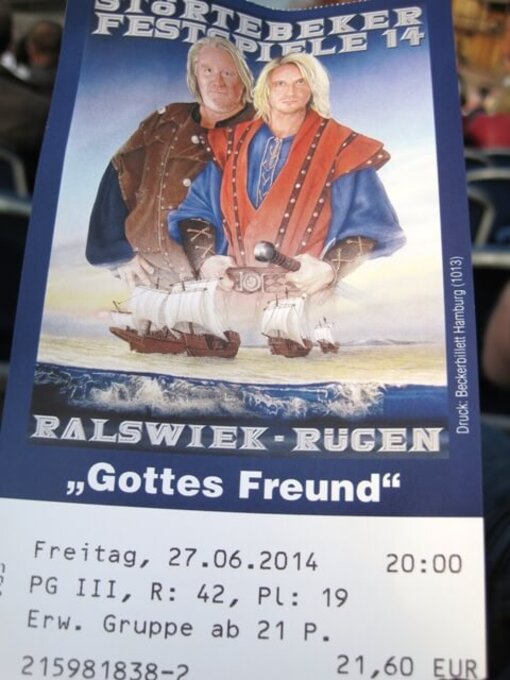 STÖRTEBEKER
FESTSPIELE 14
RALSWIEK - RÜGEN
„Gottes Freund“
Druck: Beckerbillett Hamburg (1013)
Freitag, 27.06.2014 20:00
PG III, R: 42, Pl: 19
Erw. Gruppe ab 21 P.
215981838-2 21,60 EUR